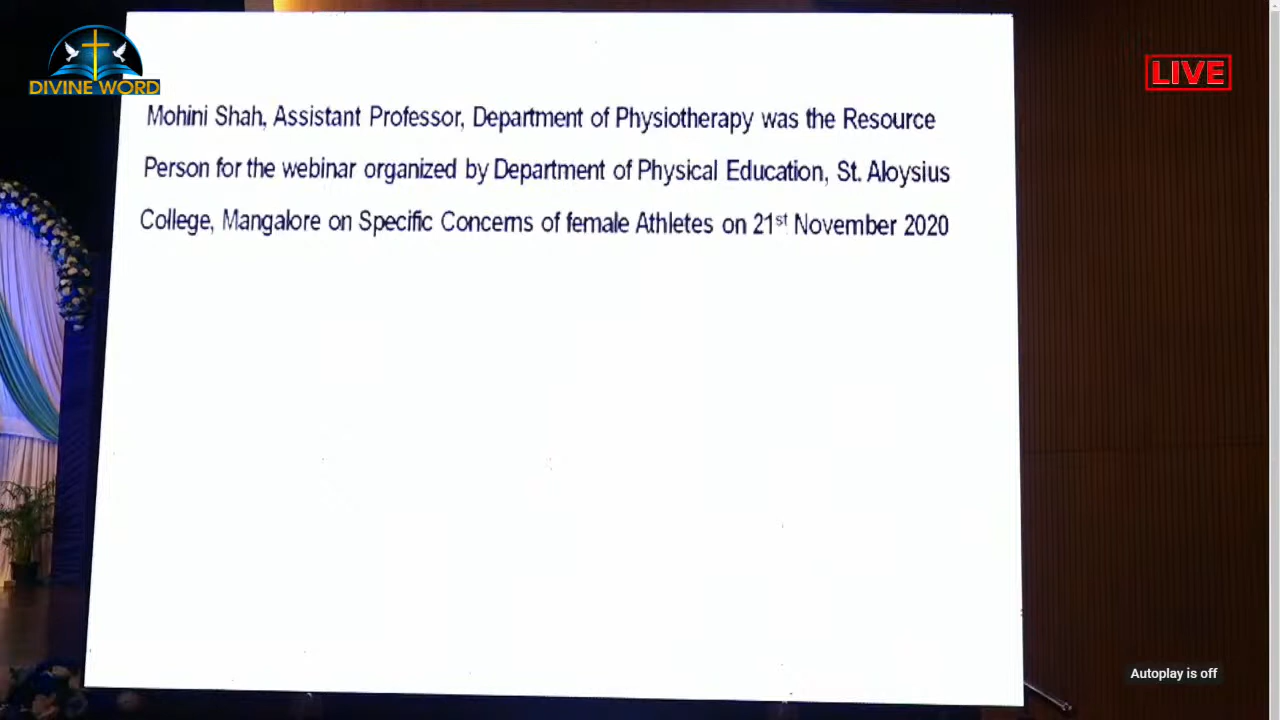 DIVINE WORD
LIVE
Mohini Shah, Assistant Professor, Department of Physiotherapy was the Resource
Person for the webinar organized by Department of Physical Education, St. Aloysius
College, Mangalore on Specific Concerns of female Athletes on 21st November 2020
Autoplay is off